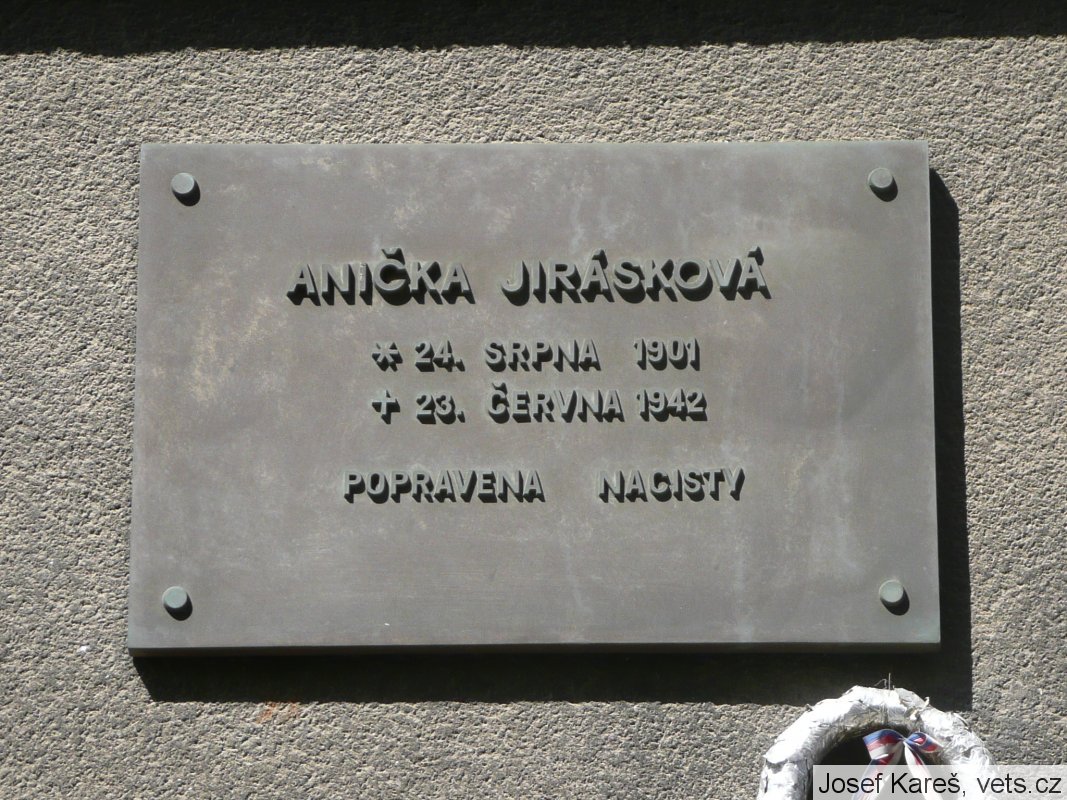 ANIČKA JIRÁSKOVÁ
* 24. SRPNA 1901
+ 23. ČERVNA 1942
POPRAVENA NACISTY
Josef Kareš, vets.cz